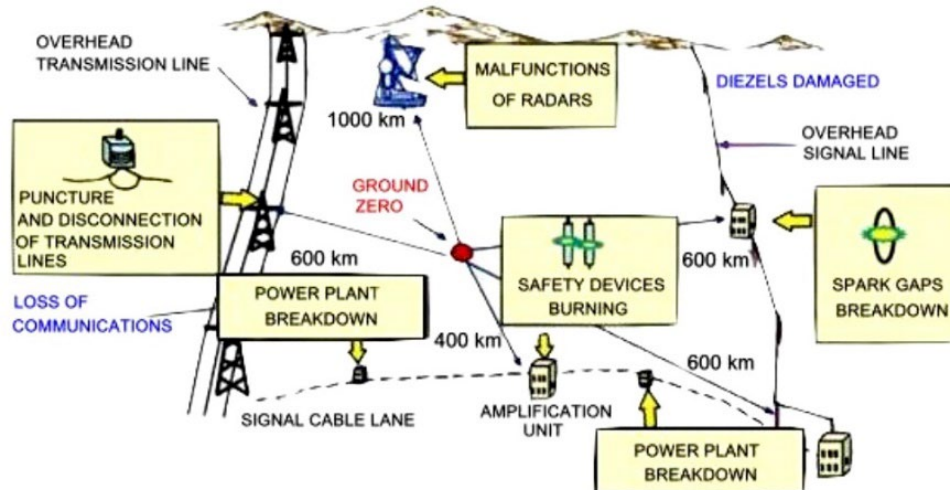 OVERHEAD
TRANSMISSION LINE
MALFUNCTIONS
OF RADARS
DIEZELS DAMAGED
1000 km
OVERHEAD
SIGNAL LINE
PUNCTURE
AND DISCONNECTION
OF TRANSMISSION
LINES
GROUND
ZERO
600 km
SAFETY DEVICES
BURNING
600 km
SPARK GAPS
BREAKDOWN
LOSS OF
COMMUNICATIONS
POWER PLANT
BREAKDOWN
400 km
600 km
SIGNAL CABLE LANE
AMPLIFICATION
UNIT
POWER PLANT
BREAKDOWN